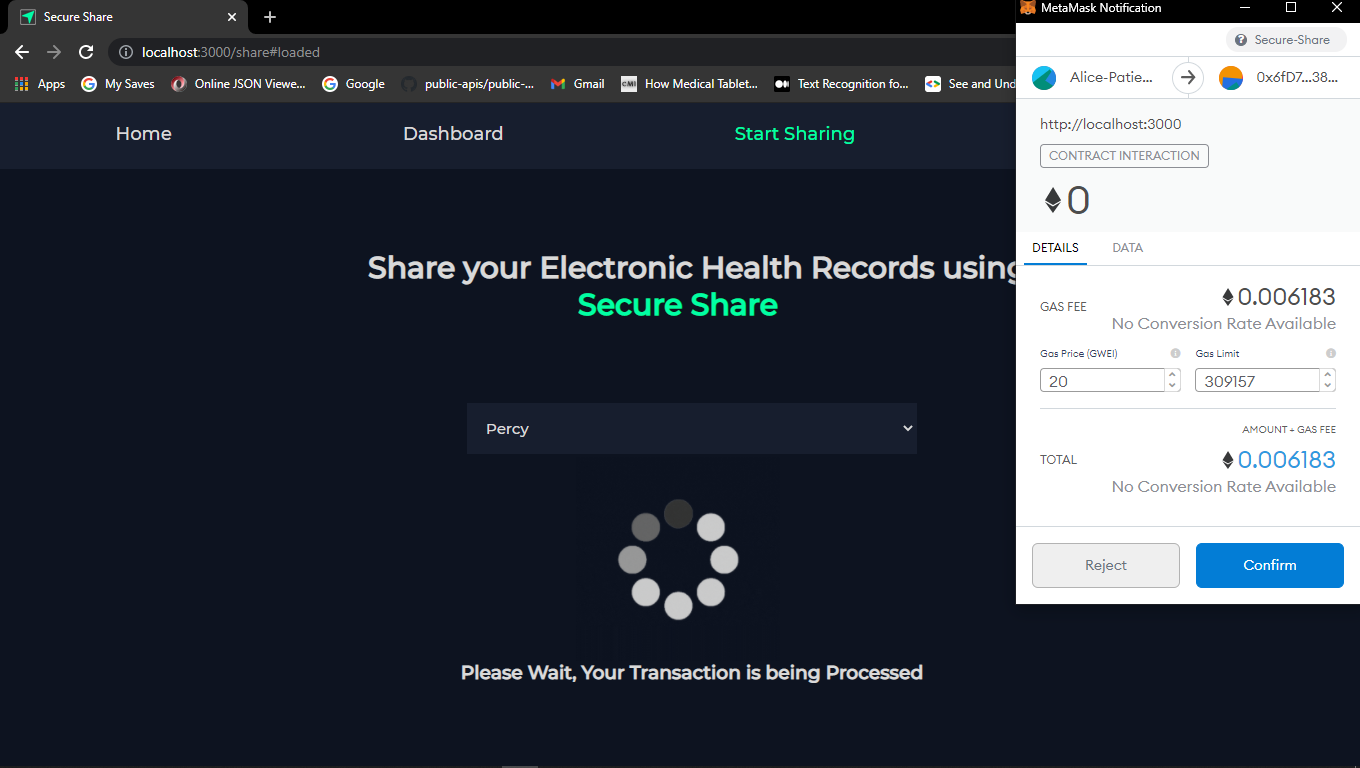 Secure Share
localhost:3000/share#loaded
Apps My Saves Online JSON Viewe... Google public-apis/public-... Gmail CMI How Medical Tablet... Text Recognition fo... See and Und
Home Dashboard Start Sharing
Share your Electronic Health Records using
Secure Share
Percy
Please Wait, Your Transaction is being Processed
MetaMask Notification
Secure-Share
Alice-Patie... 0x6fD7...38...
http://localhost:3000
CONTRACT INTERACTION
0
DETAILS DATA
GAS FEE 0.006183
No Conversion Rate Available
Gas Price (GWEI) Gas Limit
20 309157
AMOUNT + GAS FEE
TOTAL 0.006183
No Conversion Rate Available
Reject Confirm